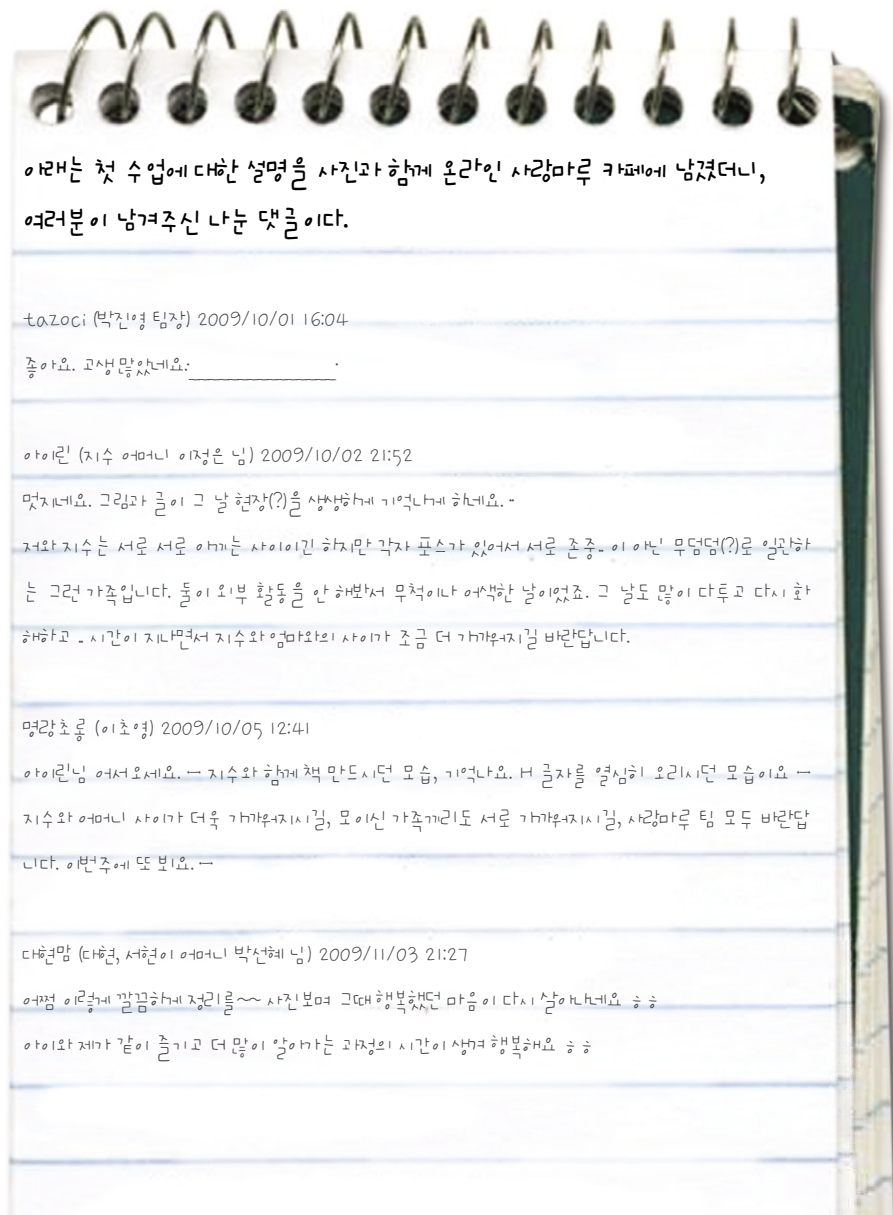 아래는 첫 수업에 대한 설명을 사진과 함께 온라인 사랑마루 카페에 남겼더니,
여러분이 남겨주신 나눈 댓글이다.
tazoci (박진영 팀장) 2009/10/01 16:04
좋아요. 고생 많았네요:________________.
아이린 (지수 어머니 이정은 님) 2009/10/02 21:52
멋지네요. 그림과 글이 그 날 현장(?)을 생생하게 기억나게 하네요. -
저와 지수는 서로 서로 아끼는 사이이긴 하지만 각자 포스가 있어서 서로 존중.. 이 아닌 무덤덤(?)로 일관하
는 그런 가족입니다. 둘이 외부 활동을 안 해봐서 무척이나 어색한 날이었죠. 그 날도 많이 다투고 다시 화
해하고 .. 시간이 지나면서 지수와 엄마와의 사이가 조금 더 가까워지길 바란답니다.
명랑초롱 (이초영) 2009/10/05 12:41
아이린님 어서오세요. ㅡ 지수와 함께 책 만드시던 모습, 기억나요. H 글자를 열심히 오리시던 모습이요 ㅡ
지수와 어머니 사이가 더욱 가까워지시길, 모이신 가족끼리도 서로 가까워지시길, 사랑마루 팀 모두 바란답
니다. 이번주에 또 뵈요. ㅡ
대현맘 (대현, 서현이 어머니 박선혜 님) 2009/11/03 21:27
어쩜 이렇게 깔끔하게 정리를~~ 사진보며 그때 행복했던 마음이 다시 살아나네요 ㅎㅎ
아이와 제가 같이 즐기고 더 많이 알아가는 과정의 시간이 생겨 행복해요 ㅎㅎ